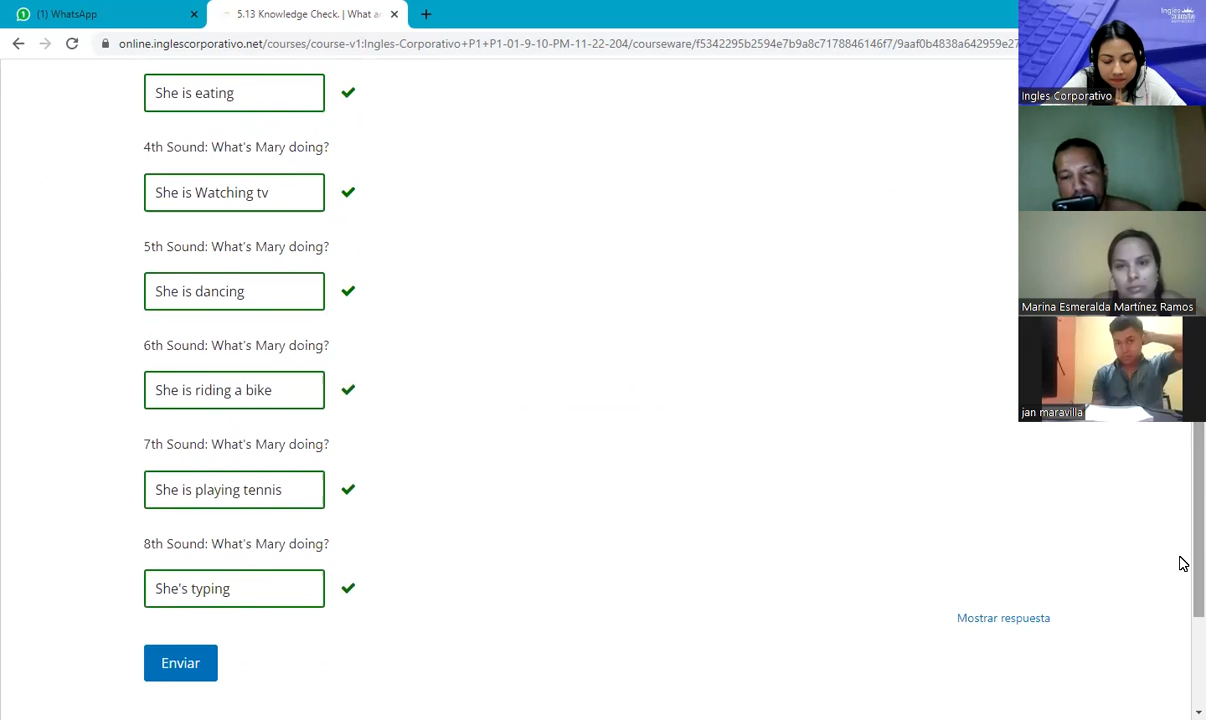 (1) WhatsApp
5.13 Knowledge Check. | What a
online.inglescorporativo.net/courses/course-v1:Ingles-Corporativo+P1+P1-01-9-10-PM-11-22-204/courseware/f5342295b2594e7b9a8c7178846146f7/9aaf0b4838a642959e27
She is eating
4th Sound: What's Mary doing?
She is Watching tv
5th Sound: What's Mary doing?
She is dancing
6th Sound: What's Mary doing?
She is riding a bike
7th Sound: What's Mary doing?
She is playing tennis
8th Sound: What's Mary doing?
She's typing
Mostrar respuesta
Enviar
Ingles Corporativo
Marina Esmeralda Martínez Ramos
jan maravilla